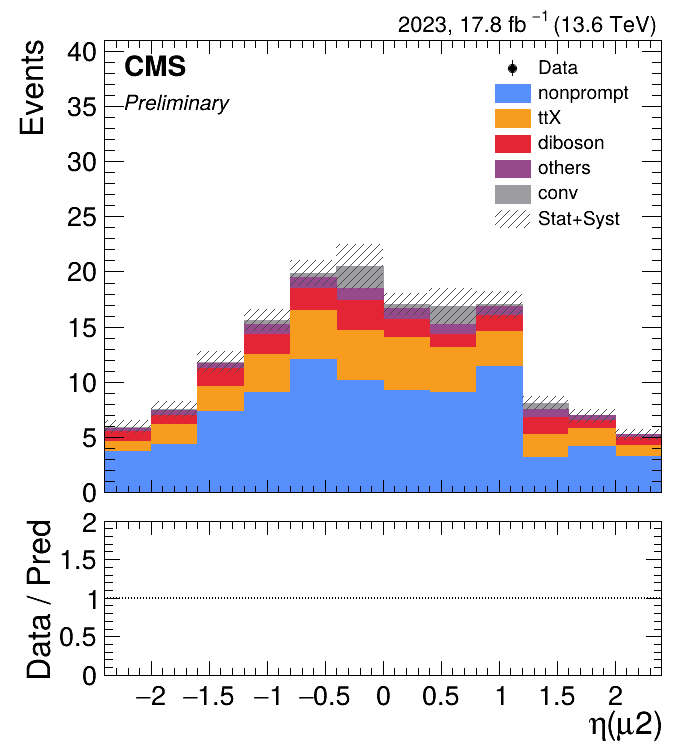 2023, 17.8 fb⁻¹ (13.6 TeV)
CMS
Preliminary
Data
nonprompt
ttX
diboson
others
conv
Stat+Syst
Events
40
35
30
25
20
15
10
5
0
Data / Pred
2
1.5
1
0.5
0
−2 −1.5 −1 −0.5 0 0.5 1 1.5 2
η(μ2)